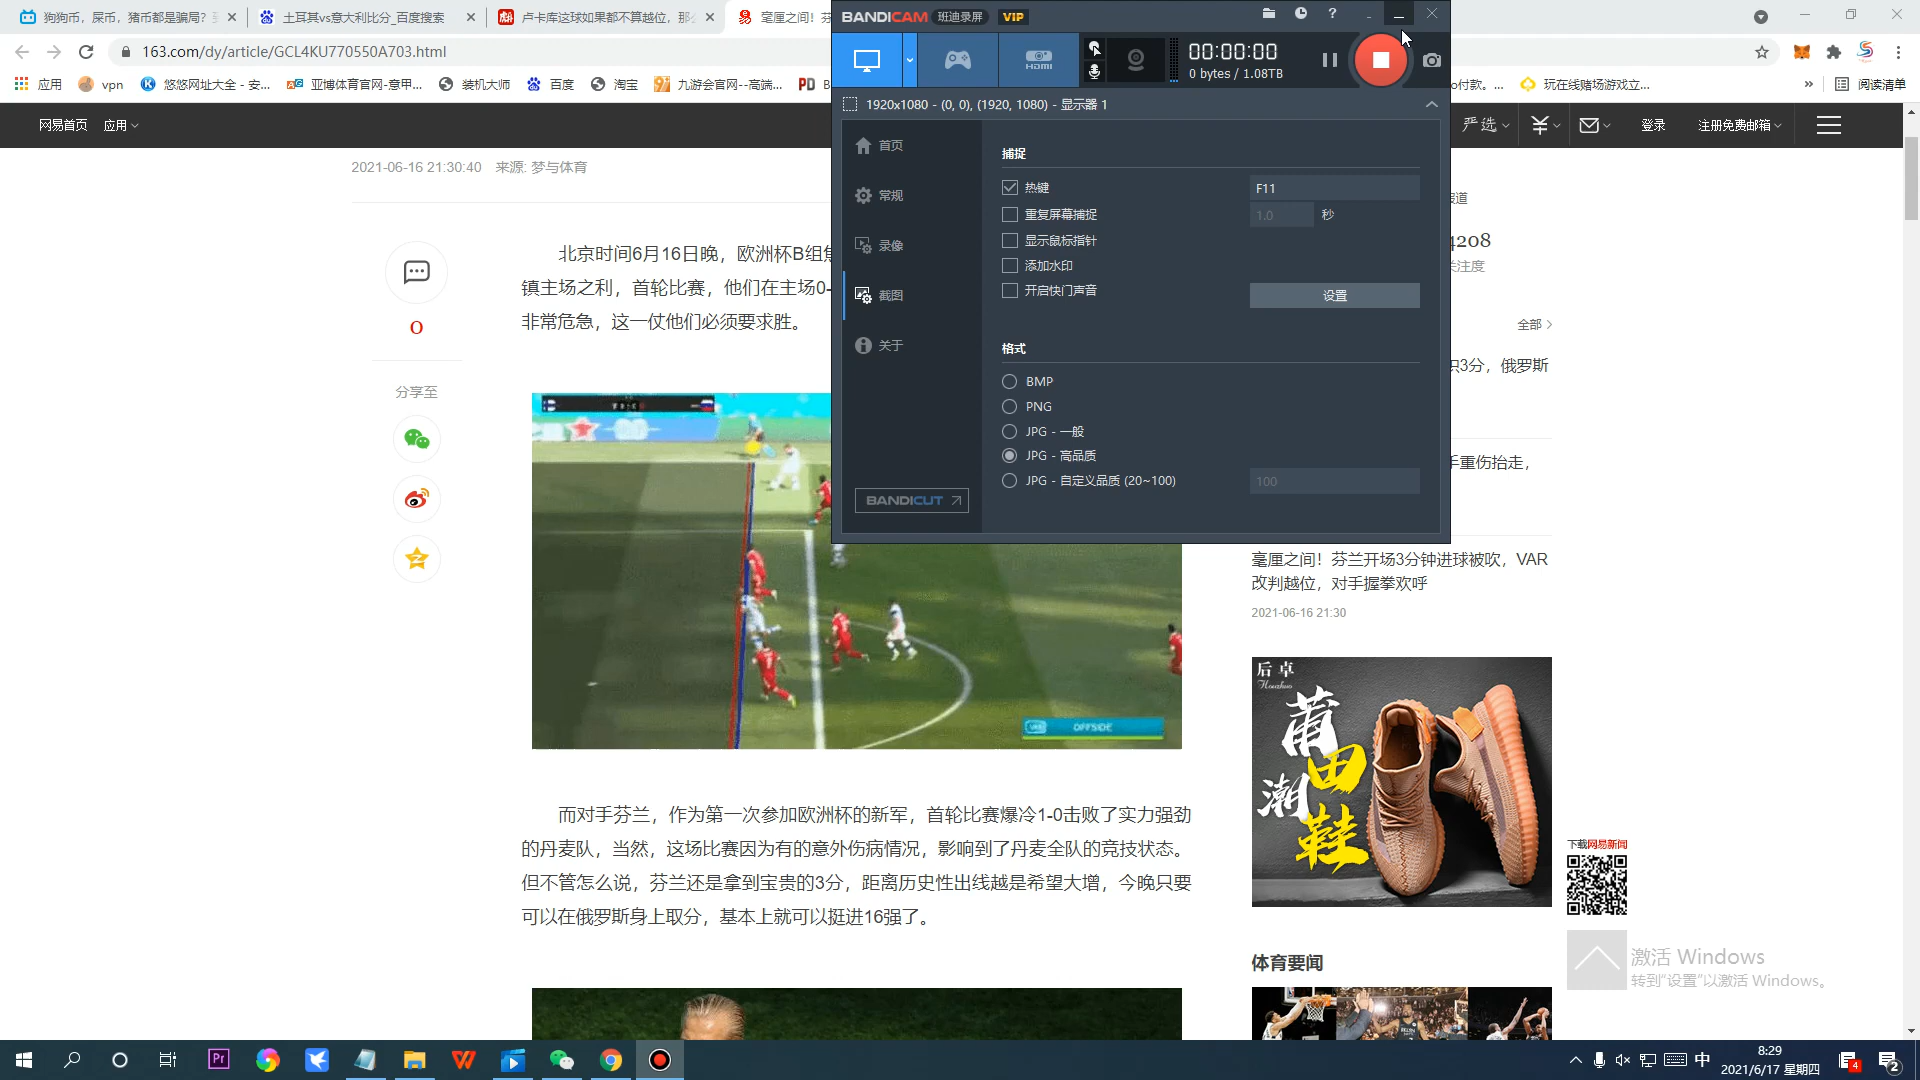 狗狗币，屎币，猪币都是骗局？
土耳其vs意大利比分_百度搜索
卢卡库这球如果都不算越位，那
毫厘之间！芬
BANDICAM 班迪录屏 VIP
163.com/dy/article/GCL4KU770550A703.html
00:00:00
0 bytes / 1.08TB
应用
vpn
悠悠网址大全 - 安...
亚博体育官网-意甲...
装机大师
百度
淘宝
九游会官网--高端...
o付款。...
玩在线赌场游戏立...
»
阅读清单
1920x1080 - (0, 0), (1920, 1080) - 显示器 1
网易首页
应用
严选
登录
注册免费邮箱
2021-06-16 21:30:40 来源: 梦与体育
首页
常规
录像
截图
关于
BANDICUT
捕捉
热键 F11
重复屏幕捕捉 1.0 秒
显示鼠标指针
添加水印
开启快门声音
设置
格式
BMP
PNG
JPG - 一般
JPG - 高品质
JPG - 自定义品质 (20~100) 100
4208
关注度
全部
积3分，俄罗斯
手重伤抬走，
北京时间6月16日晚，欧洲杯B组焦
镇主场之利，首轮比赛，他们在主场0-
非常危急，这一仗他们必须要求胜。
0
分享至
OFFSIDE
毫厘之间！芬兰开场3分钟进球被吹，VAR
改判越位，对手握拳欢呼
2021-06-16 21:30
后卓
莆田潮鞋
而对手芬兰，作为第一次参加欧洲杯的新军，首轮比赛爆冷1-0击败了实力强劲
的丹麦队，当然，这场比赛因为有的意外伤病情况，影响到了丹麦全队的竞技状态。
但不管怎么说，芬兰还是拿到宝贵的3分，距离历史性出线越是希望大增，今晚只要
可以在俄罗斯身上取分，基本上就可以挺进16强了。
下载网易新闻
体育要闻
激活 Windows
转到"设置"以激活 Windows。
Pr
中
8:29
2021/6/17 星期四
4
2